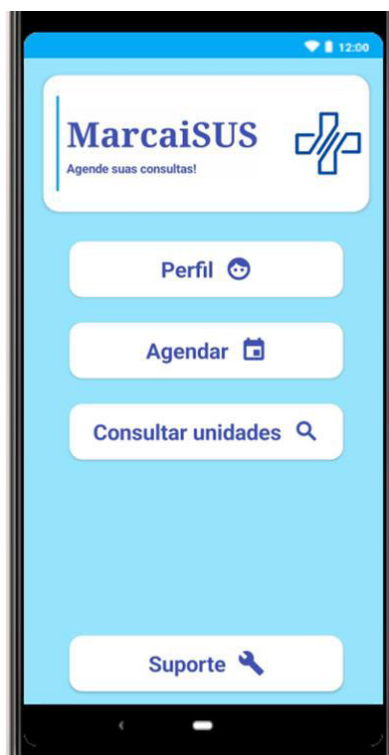 12:00
MarcaiSUS
Agende suas consultas!
Perfil
Agendar
Consultar unidades
Suporte